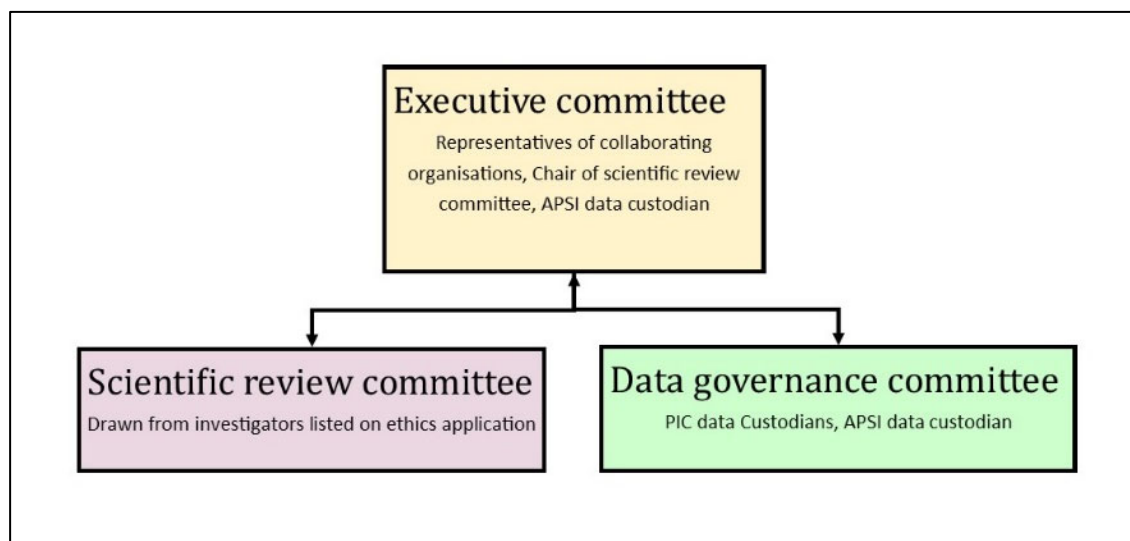 Executive committee
Representatives of collaborating
organisations, Chair of scientific review
committee, APSI data custodian
Scientific review committee
Drawn from investigators listed on ethics application
Data governance committee
PIC data Custodians, APSI data custodian